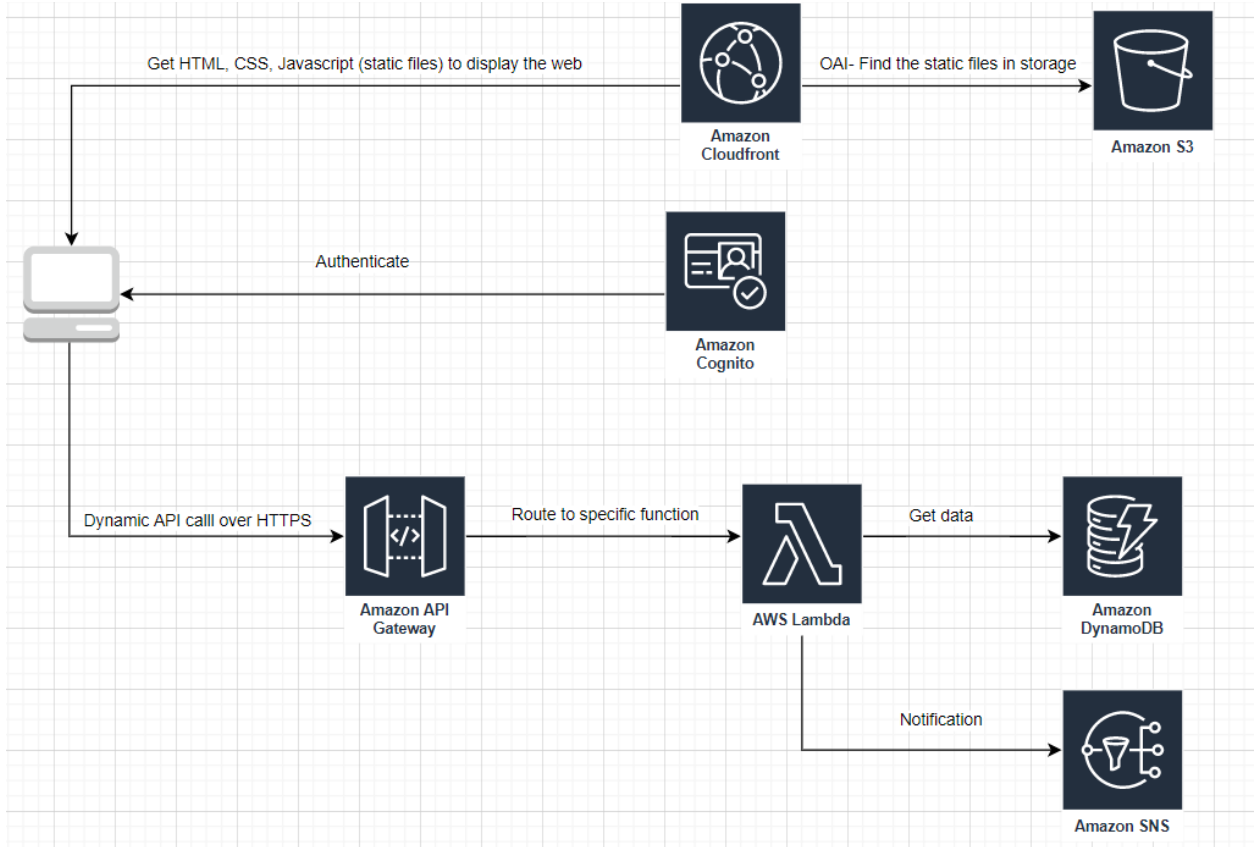 Get HTML, CSS, Javascript (static files) to display the web
OAI- Find the static files in storage
Amazon
Cloudfront
Amazon S3
Authenticate
Amazon
Cognito
Dynamic API calll over HTTPS
Route to specific function
Get data
</>
Amazon API
Gateway
AWS Lambda
Amazon
DynamoDB
Notification
Amazon SNS